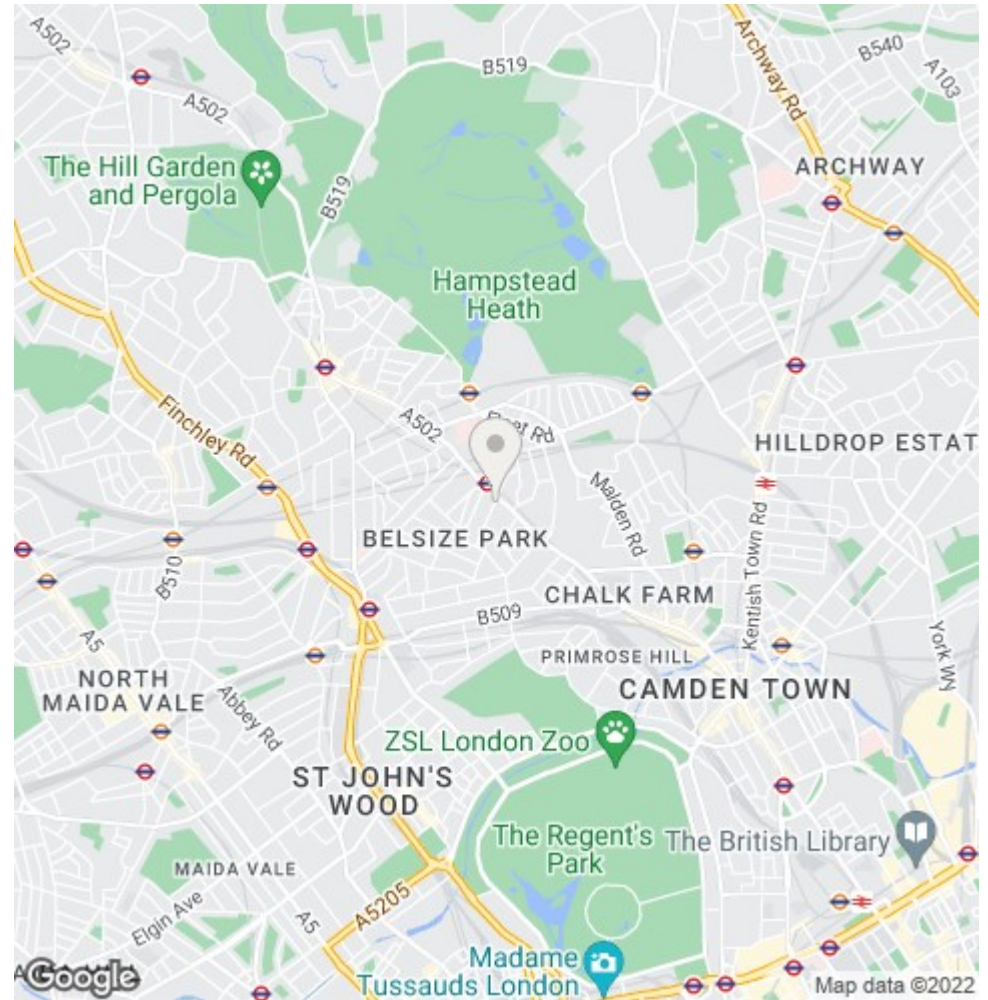 A502
B519
Archway Rd
B540
A103
A502
The Hill Garden
and Pergola
B519
ARCHWAY
Hampstead
Heath
Finchley Rd
A502
Rd
HILLDROP ESTAT
Malden Rd
BELSIZE PARK
B510
CHALK FARM
Kentish Town Rd
B509
A5
PRIMROSE HILL
York Wy
NORTH
MAIDA VALE
Abbey Rd
CAMDEN TOWN
ZSL London Zoo
ST JOHN'S
WOOD
The Regent's
Park
The British Library
MAIDA VALE
Elgin Ave
A5
A5205
Madame
Tussauds London
Google
Map data ©2022